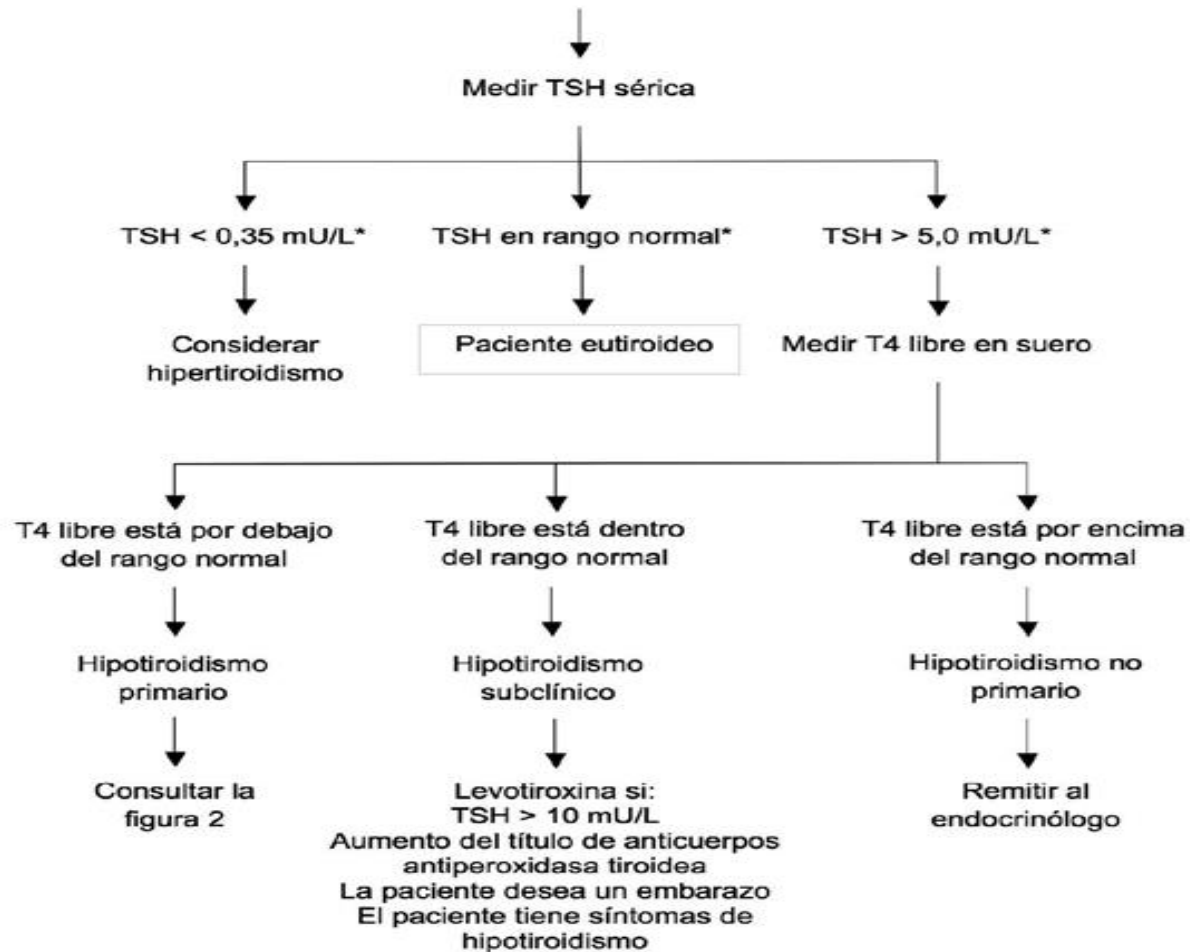 Medir TSH sérica
TSH < 0,35 mU/L*
TSH en rango normal*
TSH > 5,0 mU/L*
Considerar
hipertiroidismo
Paciente eutiroideo
Medir T4 libre en suero
T4 libre está por debajo
del rango normal
T4 libre está dentro
del rango normal
T4 libre está por encima
del rango normal
Hipotiroidismo
primario
Hipotiroidismo
subclínico
Hipotiroidismo no
primario
Consultar la
figura 2
Levotiroxina si:
TSH > 10 mU/L
Aumento del título de anticuerpos
antiperoxidasa tiroidea
La paciente desea un embarazo
El paciente tiene síntomas de
hipotiroidismo
Remitir al
endocrinólogo